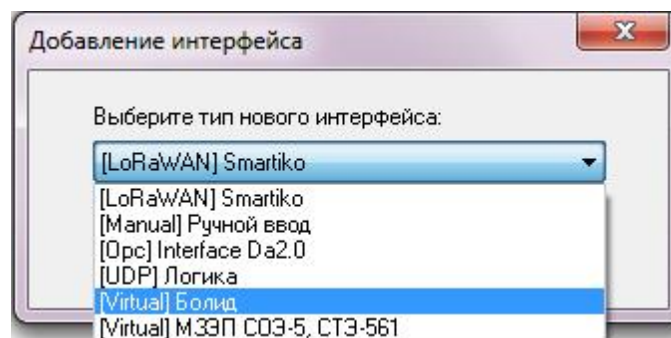 Добавление интерфейса
Выберите тип нового интерфейса:
[LoRaWAN] Smartiko
[LoRaWAN] Smartiko
[Manual] Ручной ввод
[Opc] Interface Da2.0
[UDP] Логика
[Virtual] Болид
[Virtual] МЗЭП СОЭ-5, СТЭ-561